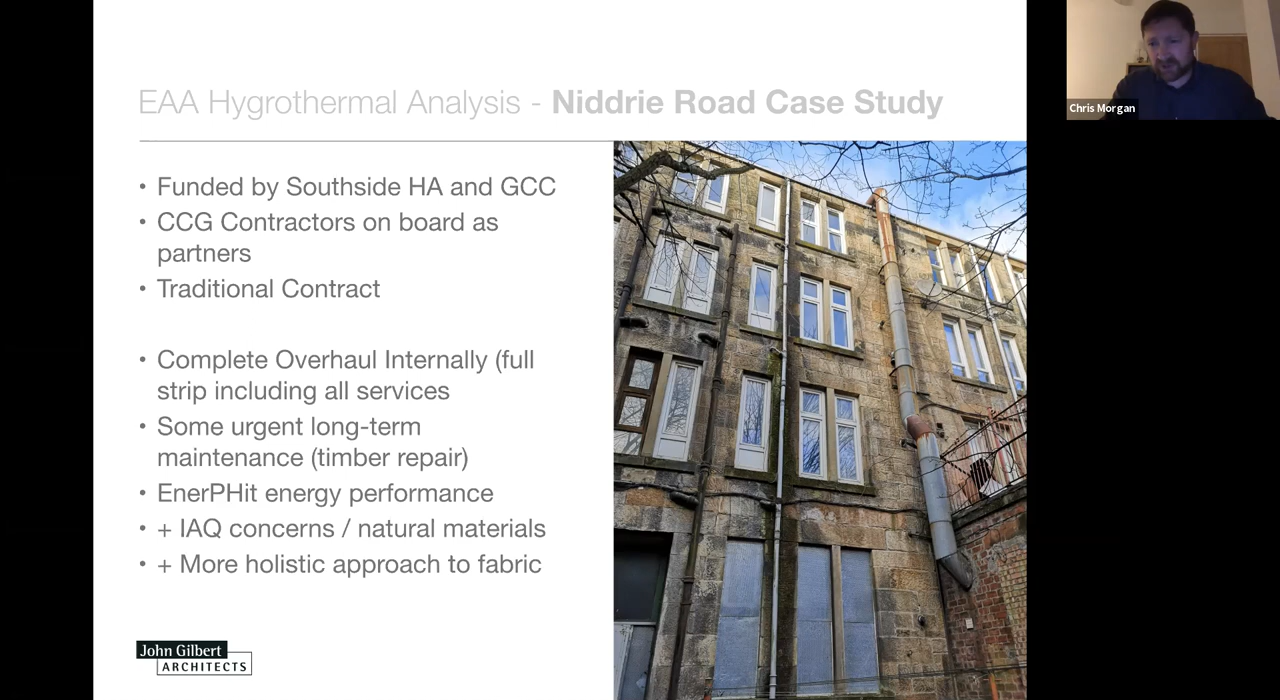 EAA Hygrothermal Analysis - Niddrie Road Case Study
• Funded by Southside HA and GCC
• CCG Contractors on board as
partners
• Traditional Contract
• Complete Overhaul Internally (full
strip including all services
• Some urgent long-term
maintenance (timber repair)
• EnerPHit energy performance
• + IAQ concerns / natural materials
• + More holistic approach to fabric
John Gilbert
ARCHITECTS
Chris Morgan